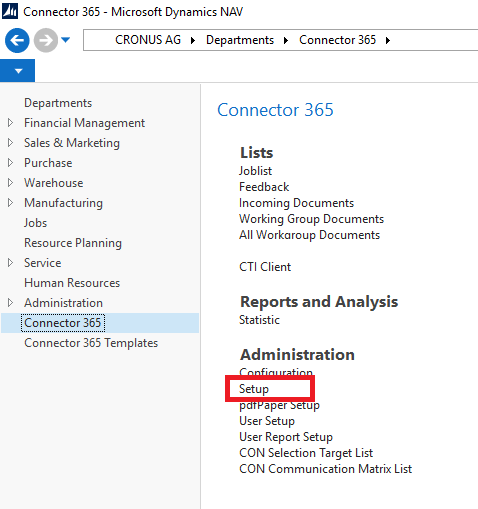 Connector 365 - Microsoft Dynamics NAV
CRONUS AG Departments Connector 365
Departments
Financial Management
Sales & Marketing
Purchase
Warehouse
Manufacturing
Jobs
Resource Planning
Service
Human Resources
Administration
Connector 365
Connector 365 Templates
Connector 365
Lists
Joblist
Feedback
Incoming Documents
Working Group Documents
All Workgroup Documents
CTI Client
Reports and Analysis
Statistic
Administration
Configuration
Setup
pdfPaper Setup
User Setup
User Report Setup
CON Selection Target List
CON Communication Matrix List